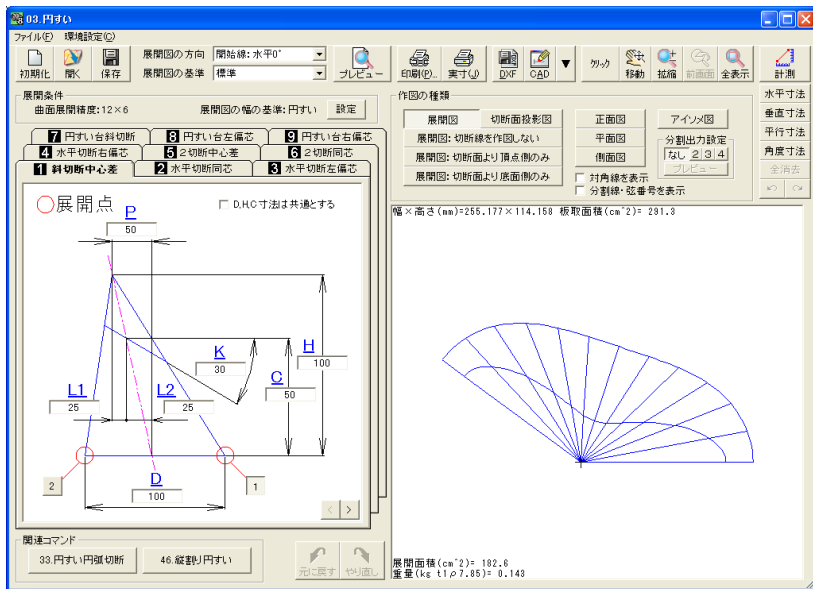 03.円すい
ファイル(F) 環境設定(C)
初期化 開く 保存
展開図の方向 開始線:水平0°
展開図の基準 標準
プレビュー
印刷(P).. 実寸(J) DXF CAD ▼ クリック 移動 拡縮 前画面 全表示 計測
展開条件
曲面展開精度:12×6 展開図の幅の基準:円すい 設定
7 円すい台斜切断 8 円すい台左偏芯 9 円すい台右偏芯
4 水平切断右偏芯 5 2切断中心差 6 2切断同芯
1 斜切断中心差 2 水平切断同芯 3 水平切断左偏芯
○展開点
D,H,C寸法は共通とする
P
50
K
30
H
100
C
50
L1
25
L2
25
D
100
2
1
< >
関連コマンド
33.円すい円弧切断 46.縦割り円すい
元に戻す やり直し
作図の種類
展開図 切断面投影図
展開図:切断線を作図しない
展開図:切断面より頂点側のみ
展開図:切断面より底面側のみ
正面図
平面図
側面図
アイソメ図
分割出力設定
なし 2 3 4
プレビュー
対角線を表示
分割線・弦番号を表示
水平寸法
垂直寸法
平行寸法
角度寸法
全消去
幅×高さ(mm)=255.177×114.158 板取面積(cm^2)= 291.3
展開面積(cm^2)= 182.6
重量(kg t1ρ7.85)= 0.143